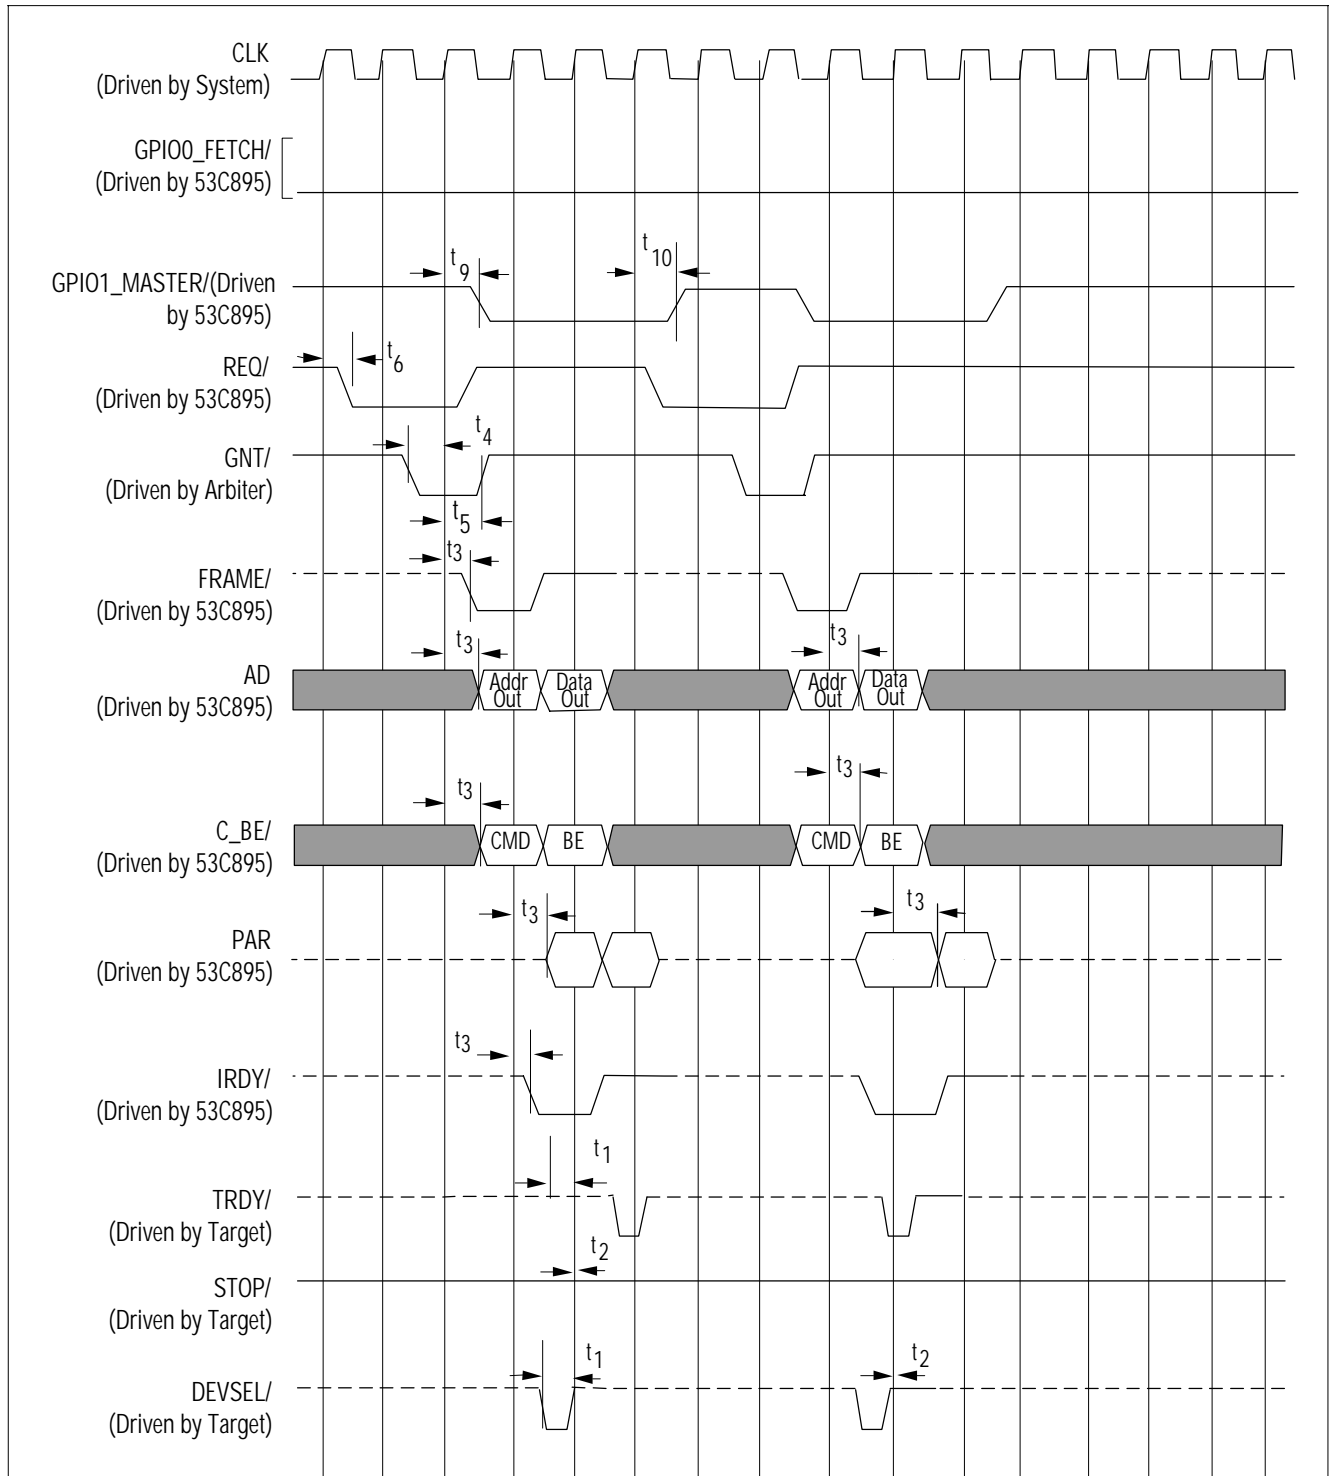 CLK
(Driven by System)
GPIO0_FETCH/
(Driven by 53C895)
t9
t10
GPIO1_MASTER/(Driven
by 53C895)
t6
REQ/
(Driven by 53C895)
t4
GNT/
(Driven by Arbiter)
t5
t3
FRAME/
(Driven by 53C895)
t3
t3
AD
(Driven by 53C895)
Addr
Out
Data
Out
Addr
Out
Data
Out
t3
t3
C_BE/
(Driven by 53C895)
CMD
BE
CMD
BE
t3
t3
PAR
(Driven by 53C895)
t3
IRDY/
(Driven by 53C895)
t1
TRDY/
(Driven by Target)
t2
STOP/
(Driven by Target)
t1
t2
DEVSEL/
(Driven by Target)